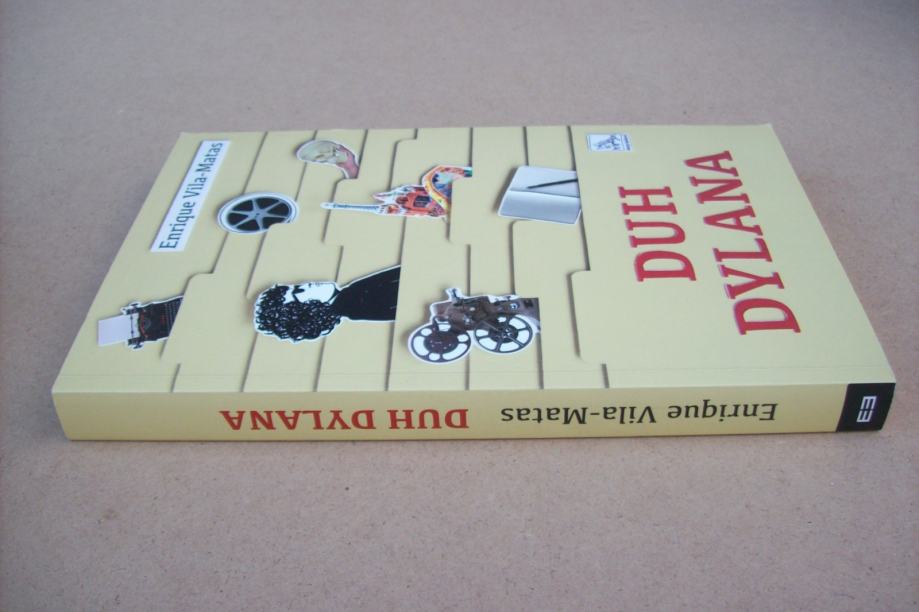 Enrique Vila-Matas
DUH
DYLANA
Enrique Vila-Matas
DUH DYLANA